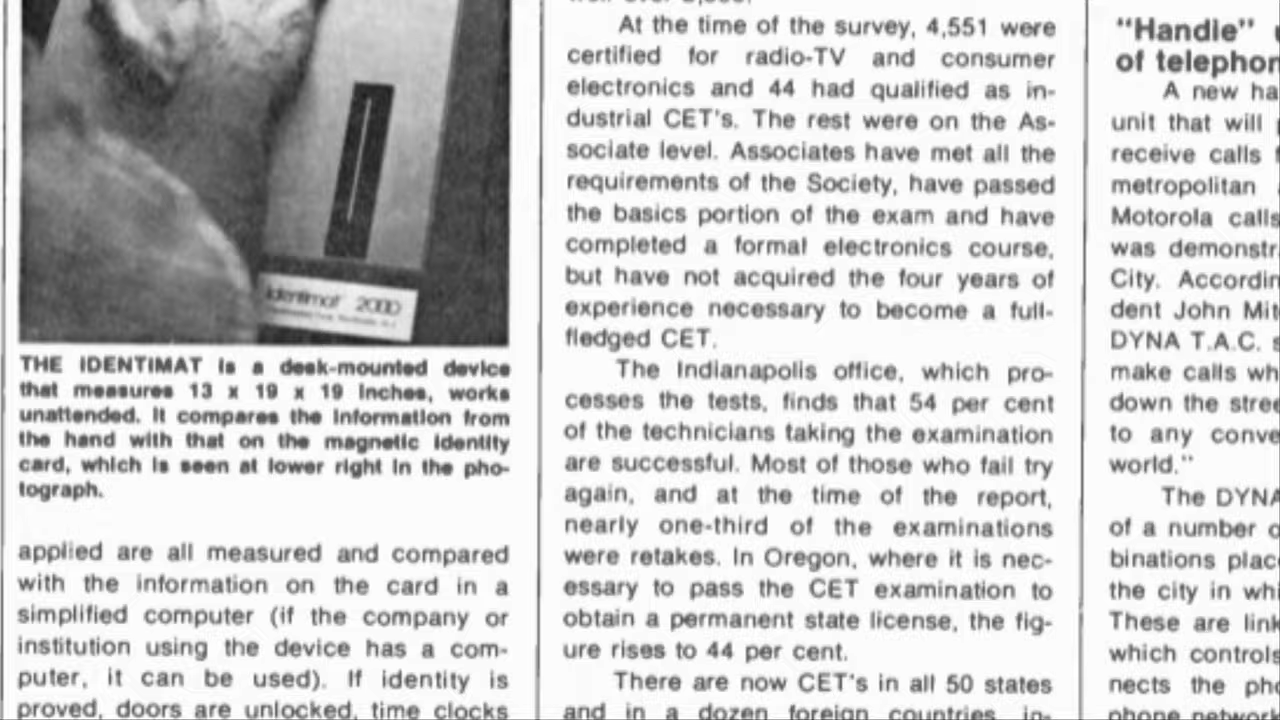 identimat 2000
THE IDENTIMAT is a desk-mounted device
that measures 13 x 19 x 19 inches, works
unattended. It compares the information from
the hand with that on the magnetic identity
card, which is seen at lower right in the pho-
tograph.
applied are all measured and compared
with the information on the card in a
simplified computer (if the company or
institution using the device has a com-
puter, it can be used). If identity is
proved, doors are unlocked, time clocks
At the time of the survey, 4,551 were
certified for radio-TV and consumer
electronics and 44 had qualified as in-
dustrial CET's. The rest were on the As-
sociate level. Associates have met all the
requirements of the Society, have passed
the basics portion of the exam and have
completed a formal electronics course,
but have not acquired the four years of
experience necessary to become a full-
fledged CET.
The Indianapolis office, which pro-
cesses the tests, finds that 54 per cent
of the technicians taking the examination
are successful. Most of those who fail try
again, and at the time of the report,
nearly one-third of the examinations
were retakes. In Oregon, where it is nec-
essary to pass the CET examination to
obtain a permanent state license, the fig-
ure rises to 44 per cent.
There are now CET's in all 50 states
and in a dozen foreign countries, in-
"Handle"
of telephon
A new ha
unit that will
receive calls
metropolitan
Motorola calls
was demonstr
City. Accordin
dent John Mit
DYNA T.A.C. s
make calls wh
down the stree
to any conve
world."
The DYNA
of a number o
binations plac
the city in whi
These are link
which controls
nects the pho
phone network